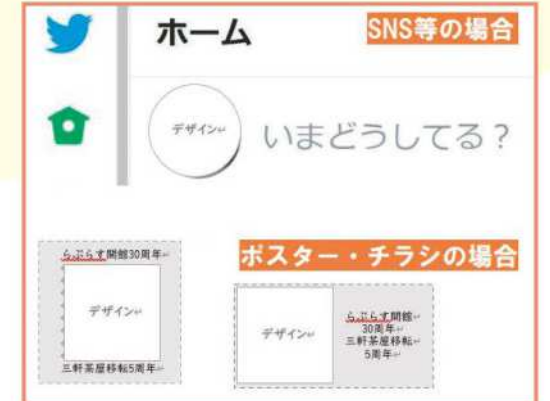 ホーム
SNS等の場合
デザイン
いまどうしてる？
ポスター・チラシの場合
らぷらす開館30周年
デザイン
三軒茶屋移転5周年
デザイン
らぷらす開館
30周年
三軒茶屋移転
5周年